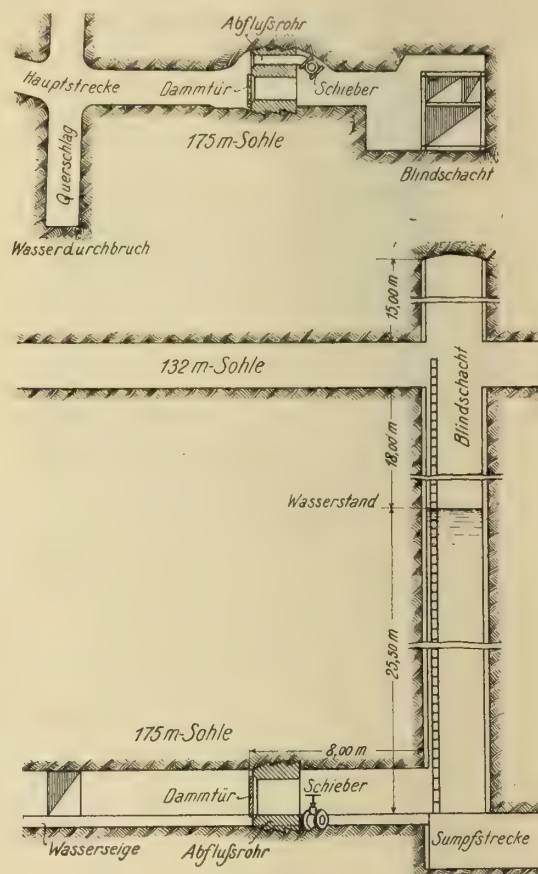 Abflußrohr
Hauptstrecke
Dammtür
Schieber
175m-Sohle
Querschlag
Blindschacht
Wasserdurchbruch
15,00 m
132 m-Sohle
Blindschacht
18,00 m
Wasserstand
25,50 m
175 m-Sohle
8,00 m
Dammtür
Schieber
Wasserseige
Abflußrohr
Sumpfstrecke